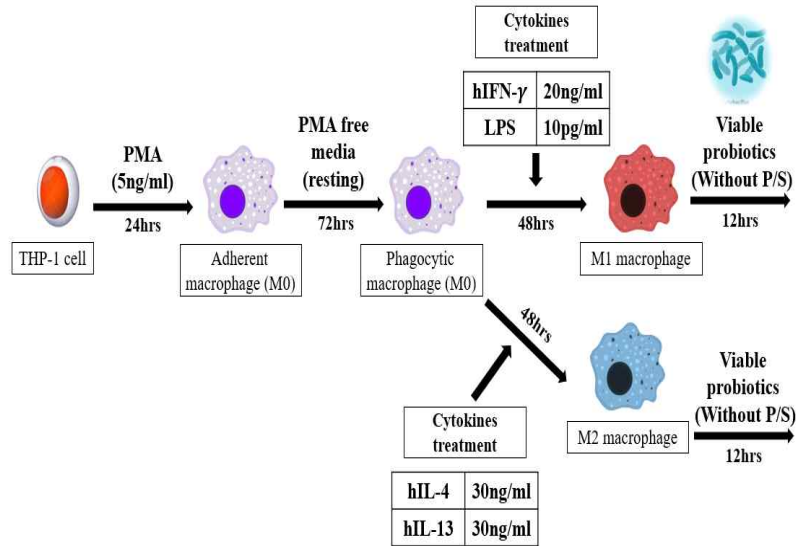 Cytokines
treatment
hIFN-γ 20ng/ml
LPS 10pg/ml
PMA
(5ng/ml)
24hrs
PMA free
media
(resting)
72hrs
48hrs
Viable
probiotics
(Without P/S)
12hrs
THP-1 cell
Adherent
macrophage (M0)
Phagocytic
macrophage (M0)
M1 macrophage
48hrs
Cytokines
treatment
hIL-4 30ng/ml
hIL-13 30ng/ml
M2 macrophage
Viable
probiotics
(Without P/S)
12hrs